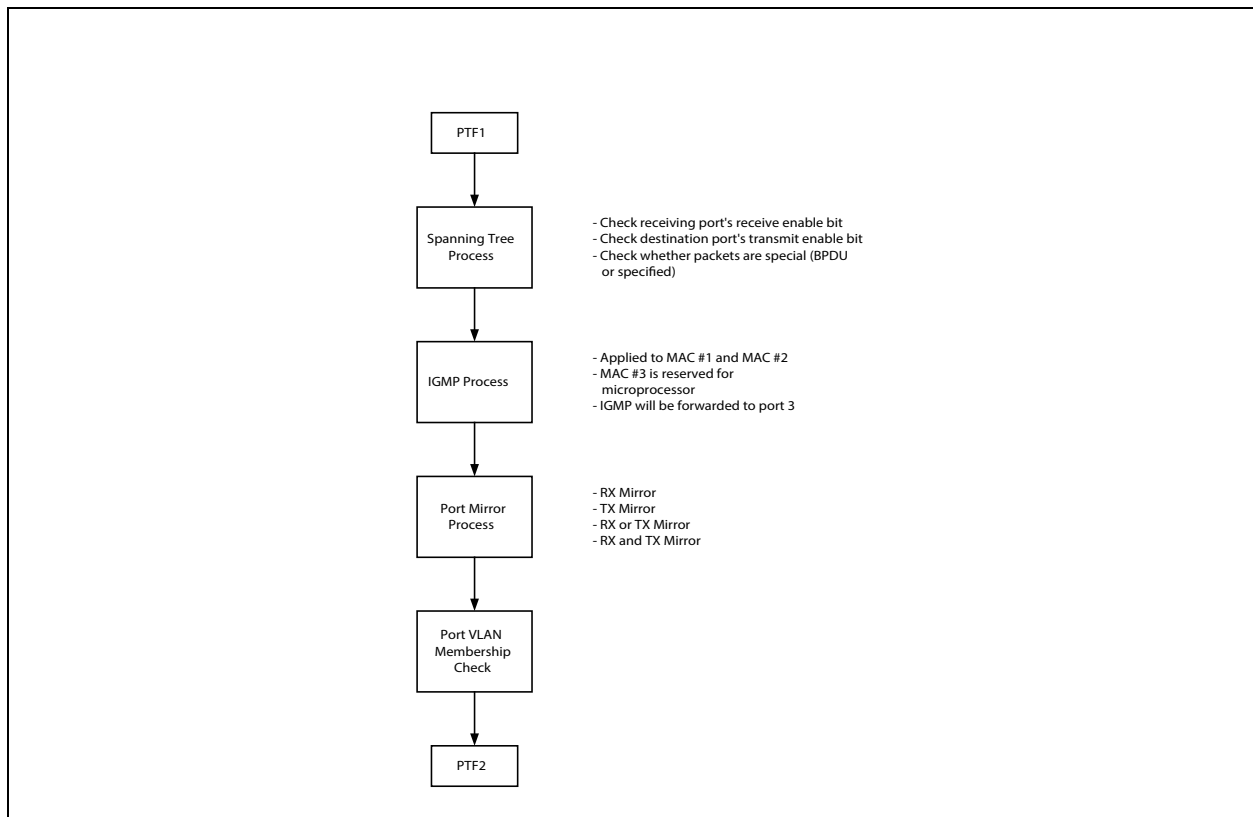 PTF1
Spanning Tree
Process
- Check receiving port's receive enable bit
- Check destination port's transmit enable bit
- Check whether packets are special (BPDU
or specified)
IGMP Process
- Applied to MAC #1 and MAC #2
- MAC #3 is reserved for
microprocessor
- IGMP will be forwarded to port 3
Port Mirror
Process
- RX Mirror
- TX Mirror
- RX or TX Mirror
- RX and TX Mirror
Port VLAN
Membership
Check
PTF2